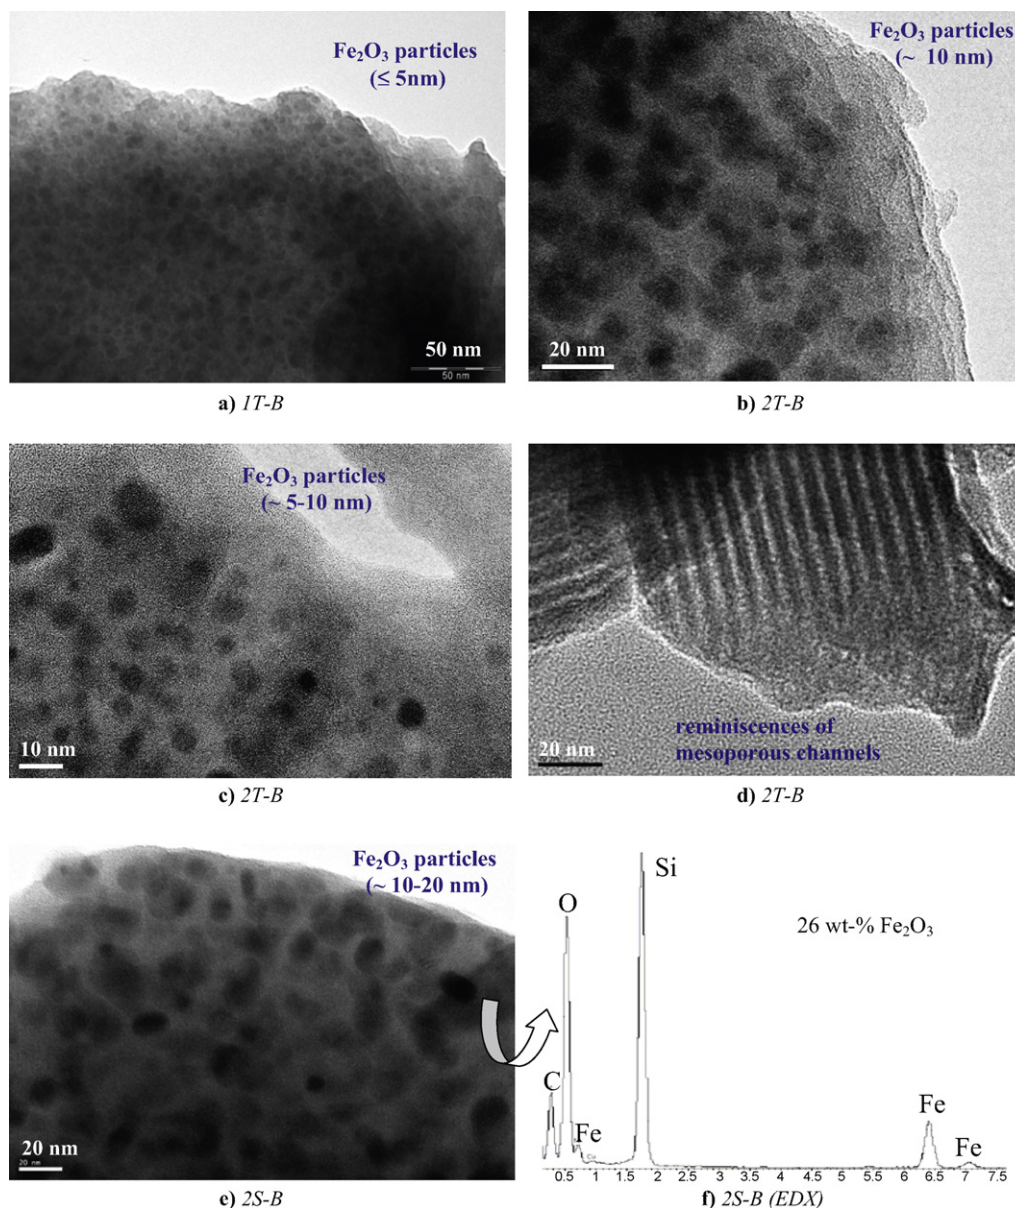 Fe₂O₃ particles
(≤ 5nm)
50 nm
50 nm
a) 1T-B
Fe₂O₃ particles
(~ 10 nm)
20 nm
b) 2T-B
Fe₂O₃ particles
(~ 5-10 nm)
10 nm
c) 2T-B
reminiscences of
mesoporous channels
20 nm
d) 2T-B
Fe₂O₃ particles
(~ 10-20 nm)
20 nm
20 nm
e) 2S-B
Si
O
26 wt-% Fe₂O₃
C
Fe
Fe
Fe
0.5 1 1.5 2 2.5 3 3.5 4 4.5 5 5.5 6 6.5 7 7.5
f) 2S-B (EDX)